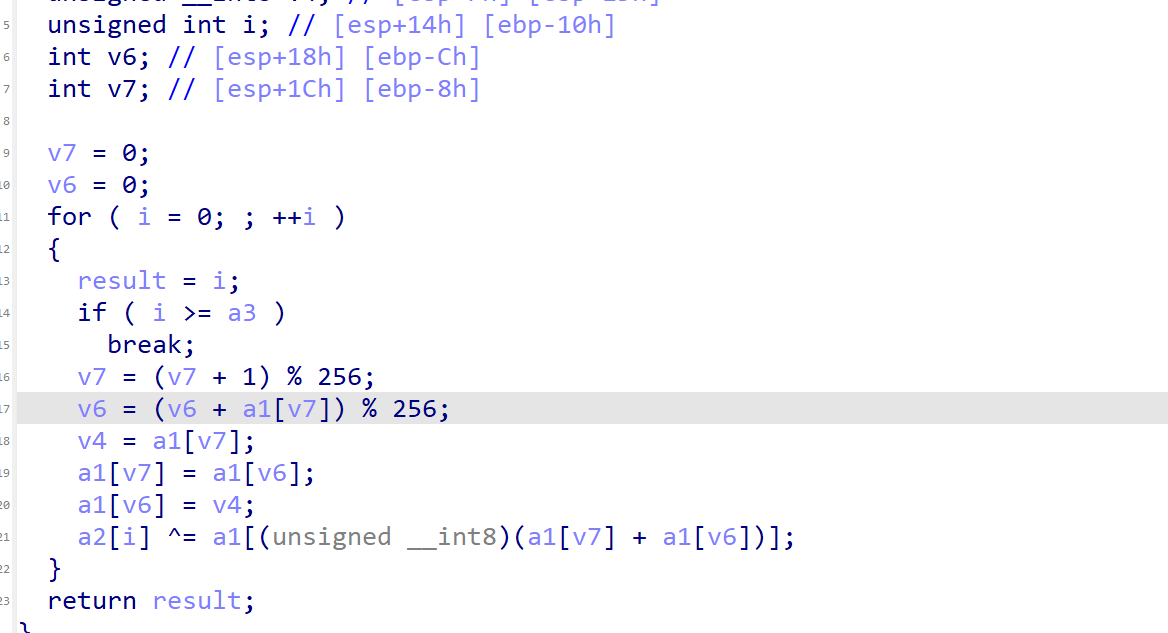 5 unsigned int i; // [esp+14h] [ebp-10h]
6 int v6; // [esp+18h] [ebp-Ch]
7 int v7; // [esp+1Ch] [ebp-8h]
8
9 v7 = 0;
10 v6 = 0;
11 for ( i = 0; ; ++i )
12 {
13 result = i;
14 if ( i >= a3 )
15 break;
16 v7 = (v7 + 1) % 256;
17 v6 = (v6 + a1[v7]) % 256;
18 v4 = a1[v7];
19 a1[v7] = a1[v6];
20 a1[v6] = v4;
21 a2[i] ^= a1[(unsigned __int8)(a1[v7] + a1[v6])];
22 }
23 return result;
}